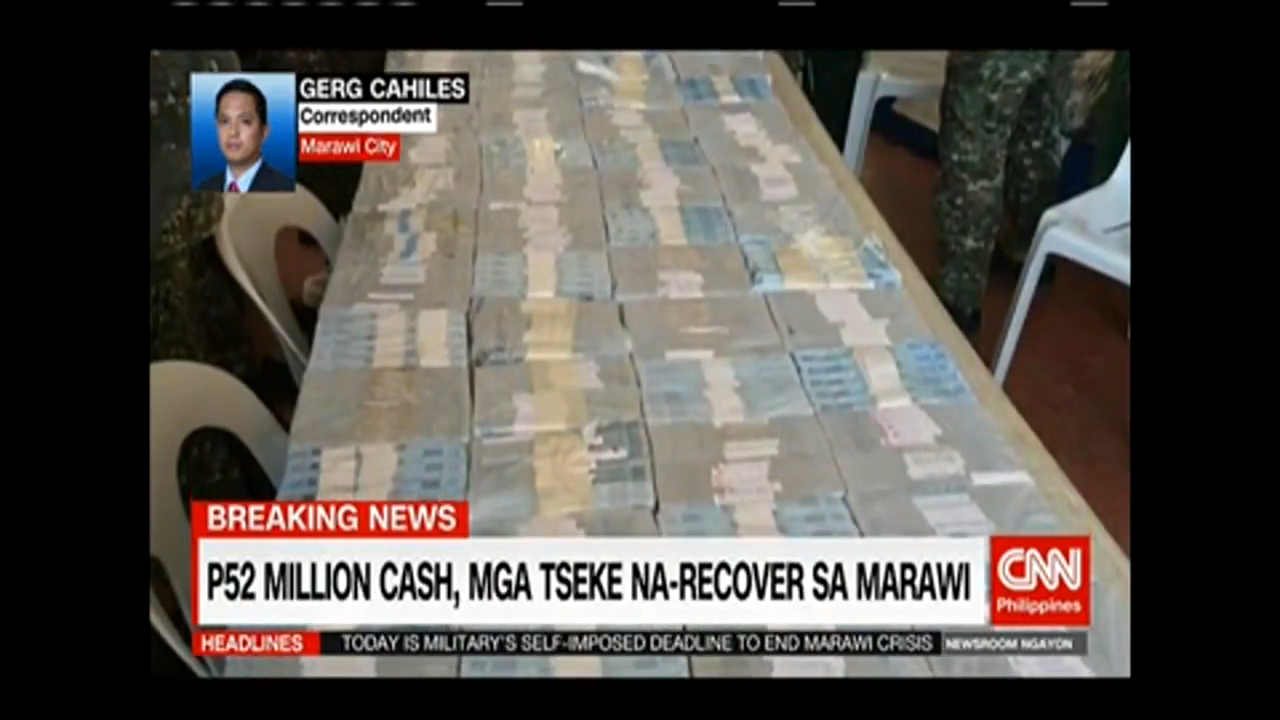 GERG CAHILES
Correspondent
Marawi City
BREAKING NEWS
P52 MILLION CASH, MGA TSEKE NA-RECOVER SA MARAWI
CNN
Philippines
HEADLINES TODAY IS MILITARY'S SELF-IMPOSED DEADLINE TO END MARAWI CRISIS NEWSROOM NGAYON